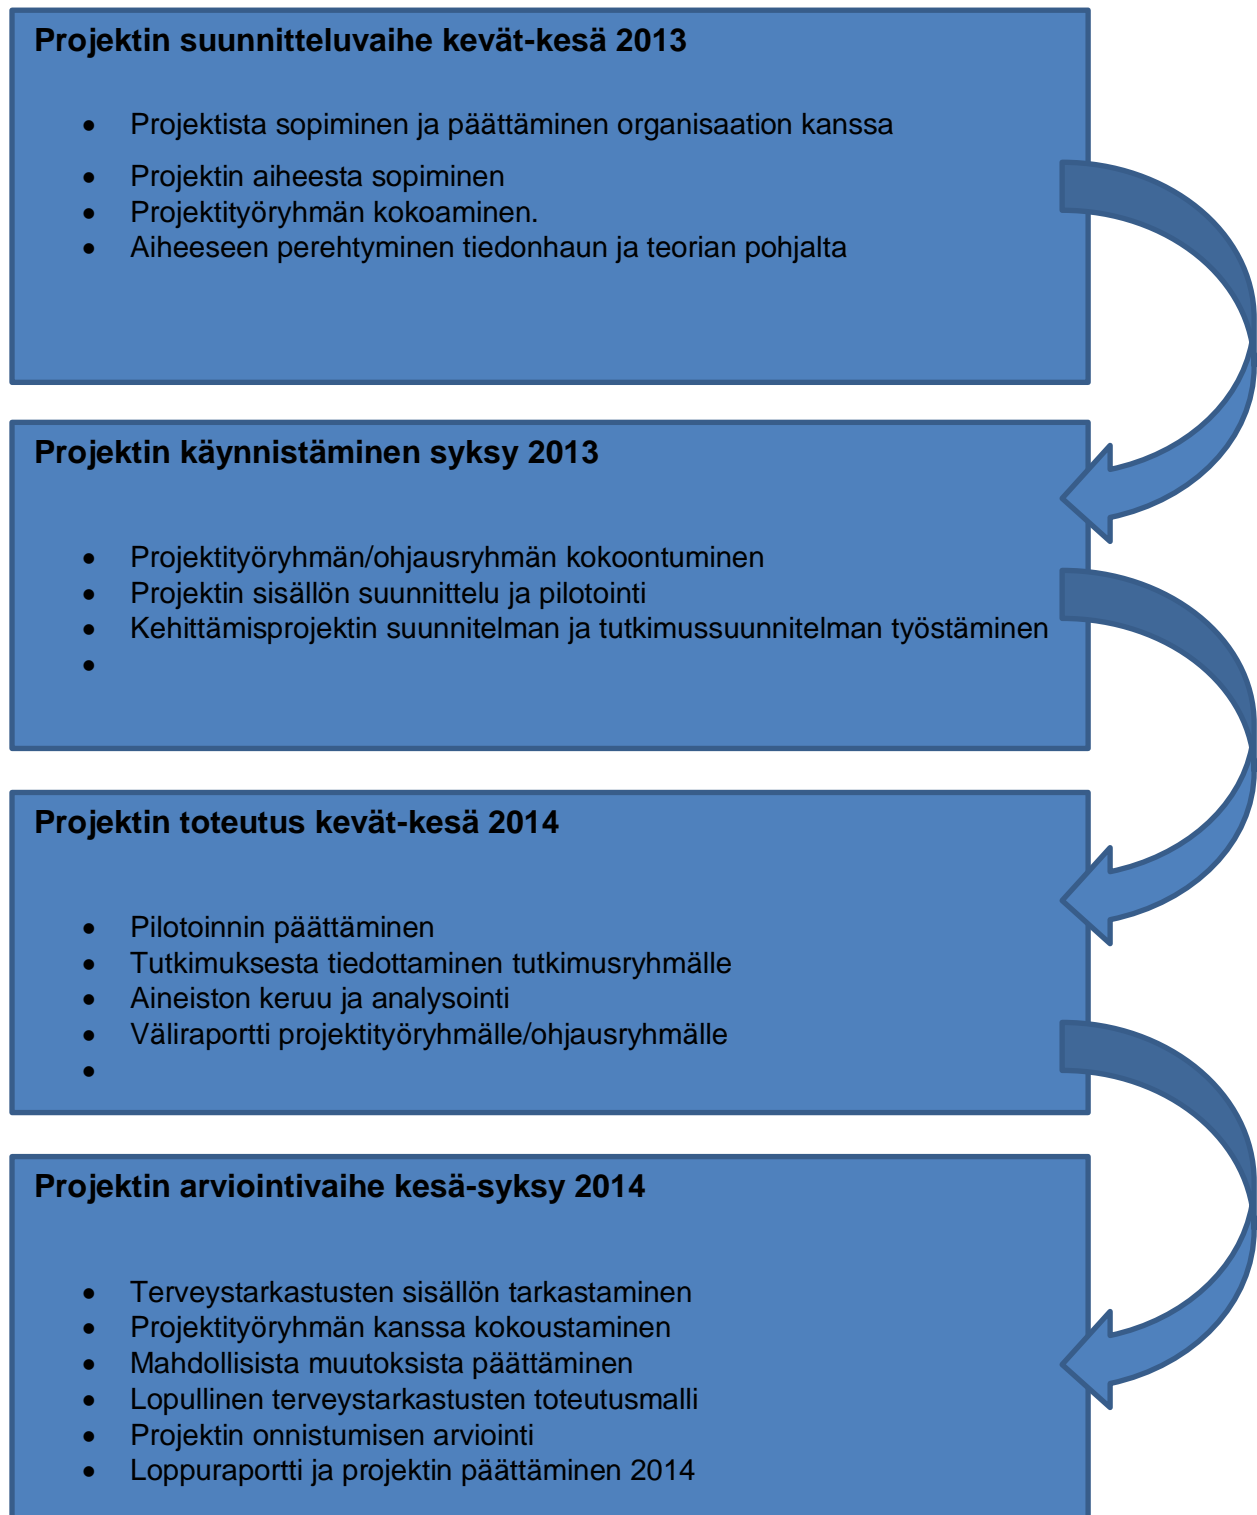 Projektin suunnitteluvaihe kevät-kesä 2013
• Projektista sopiminen ja päättäminen organisaation kanssa
• Projektin aiheesta sopiminen
• Projektityöryhmän kokoaminen.
• Aiheeseen perehtyminen tiedonhaun ja teorian pohjalta
Projektin käynnistäminen syksy 2013
• Projektityöryhmän/ohjausryhmän kokoontuminen
• Projektin sisällön suunnittelu ja pilotointi
• Kehittämisprojektin suunnitelman ja tutkimussuunnitelman työstäminen
•
Projektin toteutus kevät-kesä 2014
• Pilotoinnin päättäminen
• Tutkimuksesta tiedottaminen tutkimusryhmälle
• Aineiston keruu ja analysointi
• Väliraportti projektityöryhmälle/ohjausryhmälle
•
Projektin arviointivaihe kesä-syksy 2014
• Terveystarkastusten sisällön tarkastaminen
• Projektityöryhmän kanssa kokoustaminen
• Mahdollisista muutoksista päättäminen
• Lopullinen terveystarkastusten toteutusmalli
• Projektin onnistumisen arviointi
• Loppuraportti ja projektin päättäminen 2014